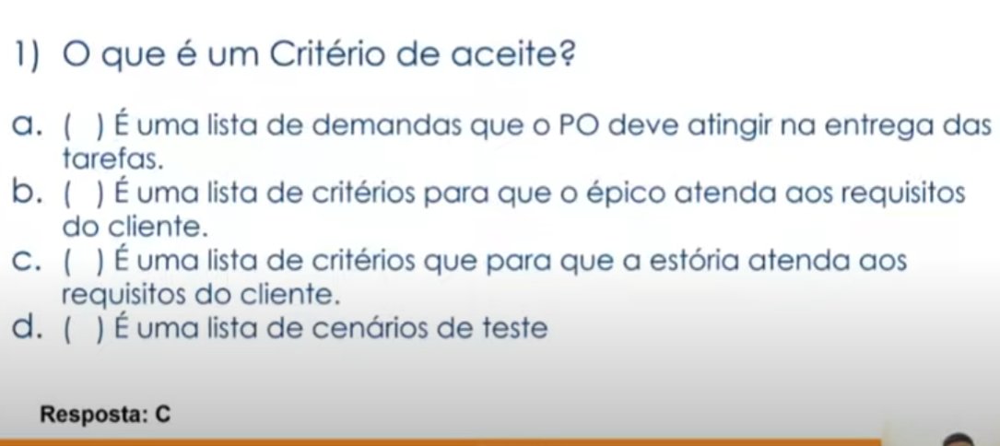 1) O que é um Critério de aceite?
a. ( ) É uma lista de demandas que o PO deve atingir na entrega das
tarefas.
b. ( ) É uma lista de critérios para que o épico atenda aos requisitos
do cliente.
c. ( ) É uma lista de critérios que para que a estória atenda aos
requisitos do cliente.
d. ( ) É uma lista de cenários de teste
Resposta: C